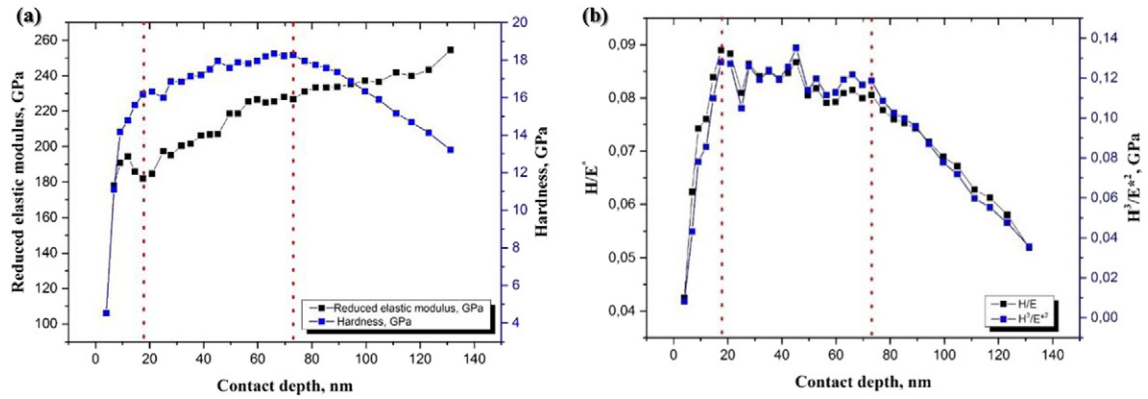 (a)
Reduced elastic modulus, GPa
260
240
220
200
180
160
140
120
100
20
18
16
14
12
10
8
6
4
Hardness, GPa
Reduced elastic modulus, GPa
Hardness, GPa
0 20 40 60 80 100 120 140
Contact depth, nm
(b)
H/E*
0,09
0,08
0,07
0,06
0,05
0,04
0,14
0,12
0,10
0,08
0,06
0,04
0,02
0,00
H³/E*², GPa
H/E
H³/E*²
0 20 40 60 80 100 120 140
Contact depth, nm